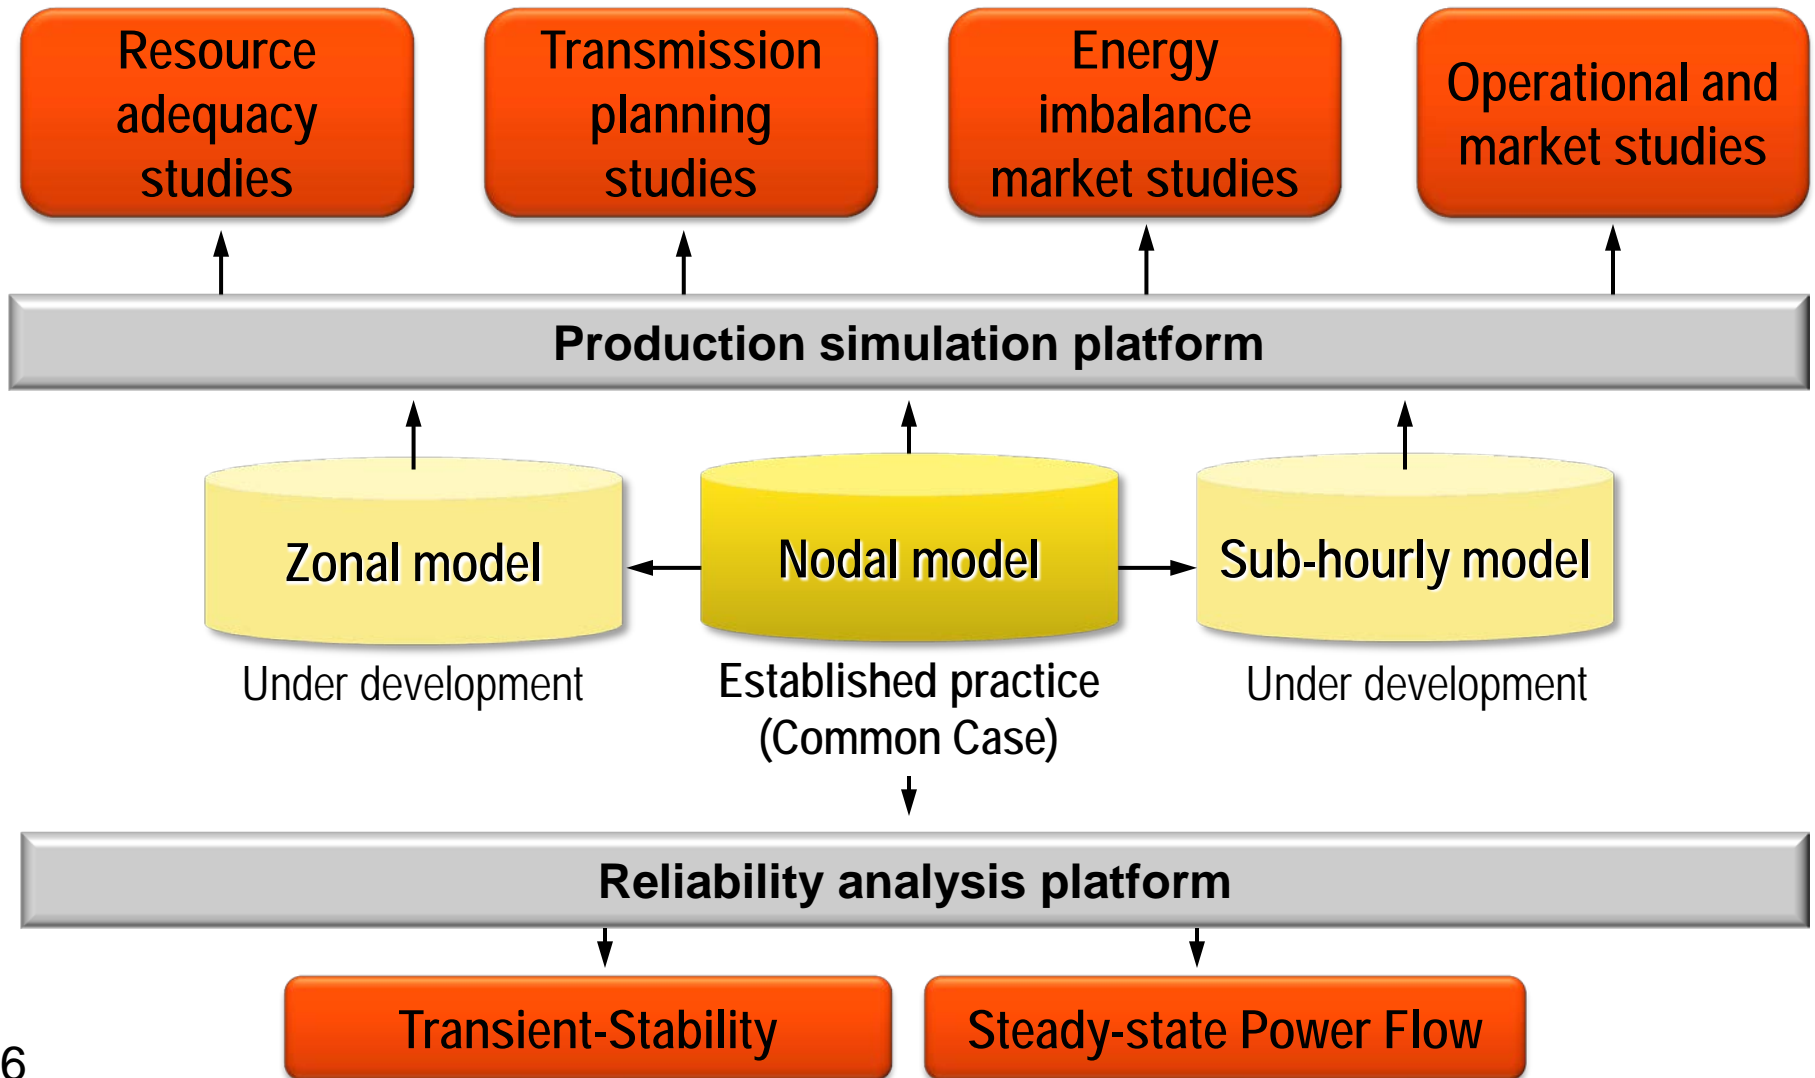 Resource
adequacy
studies
Transmission
planning
studies
Energy
imbalance
market studies
Operational and
market studies
Production simulation platform
Zonal model
Nodal model
Sub-hourly model
Under development
Established practice
(Common Case)
Under development
Reliability analysis platform
Transient-Stability
Steady-state Power Flow
6